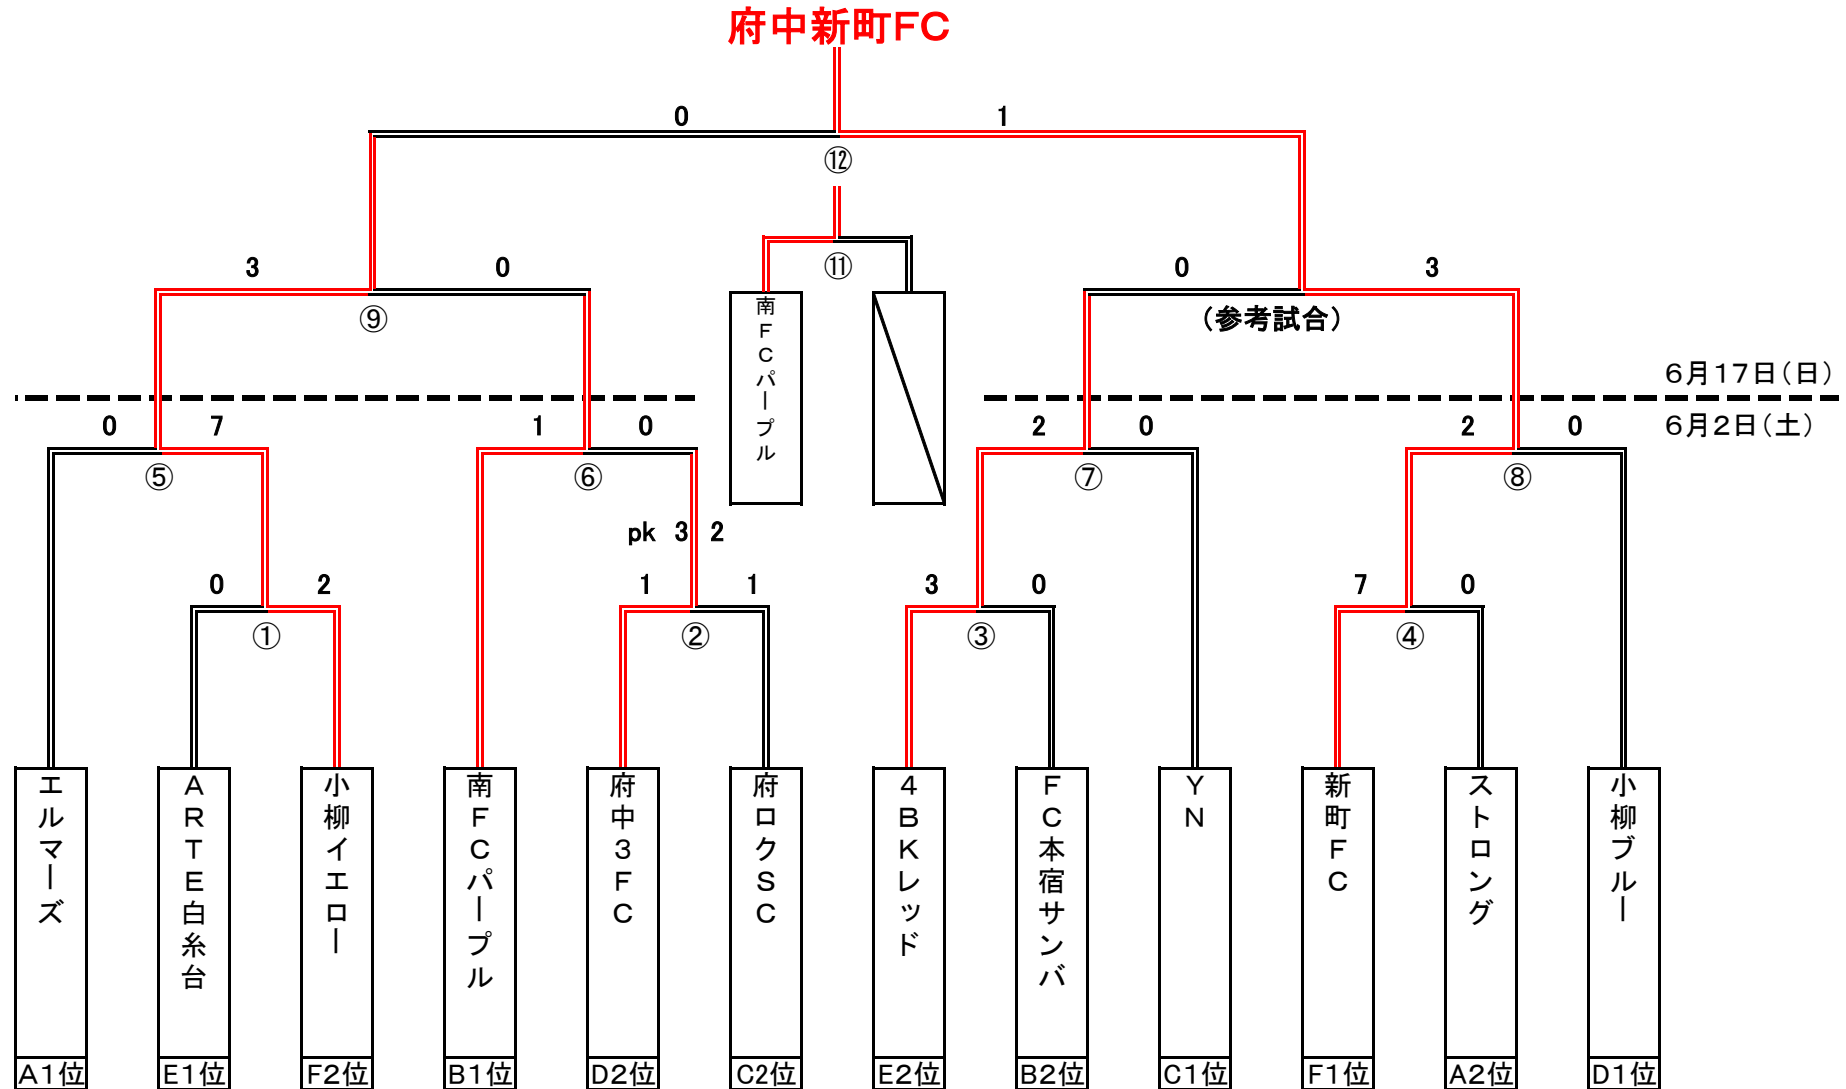 府中新町FC
0 1
⑫
3 0
⑪
0 3
⑨
南FCパープル
(参考試合)
6月17日(日)
6月2日(土)
0 7
1 0
2 0
2 0
⑤
⑥
⑦
⑧
pk 3 2
0 2
1 1
3 0
7 0
①
②
③
④
エルマーズ
ARTE白糸台
小柳イエロー
南FCパープル
府中3FC
府ロクSC
4BKレッド
FC本宿サンバ
YN
新町FC
ストロング
小柳ブルー
A1位
E1位
F2位
B1位
D2位
C2位
E2位
B2位
C1位
F1位
A2位
D1位